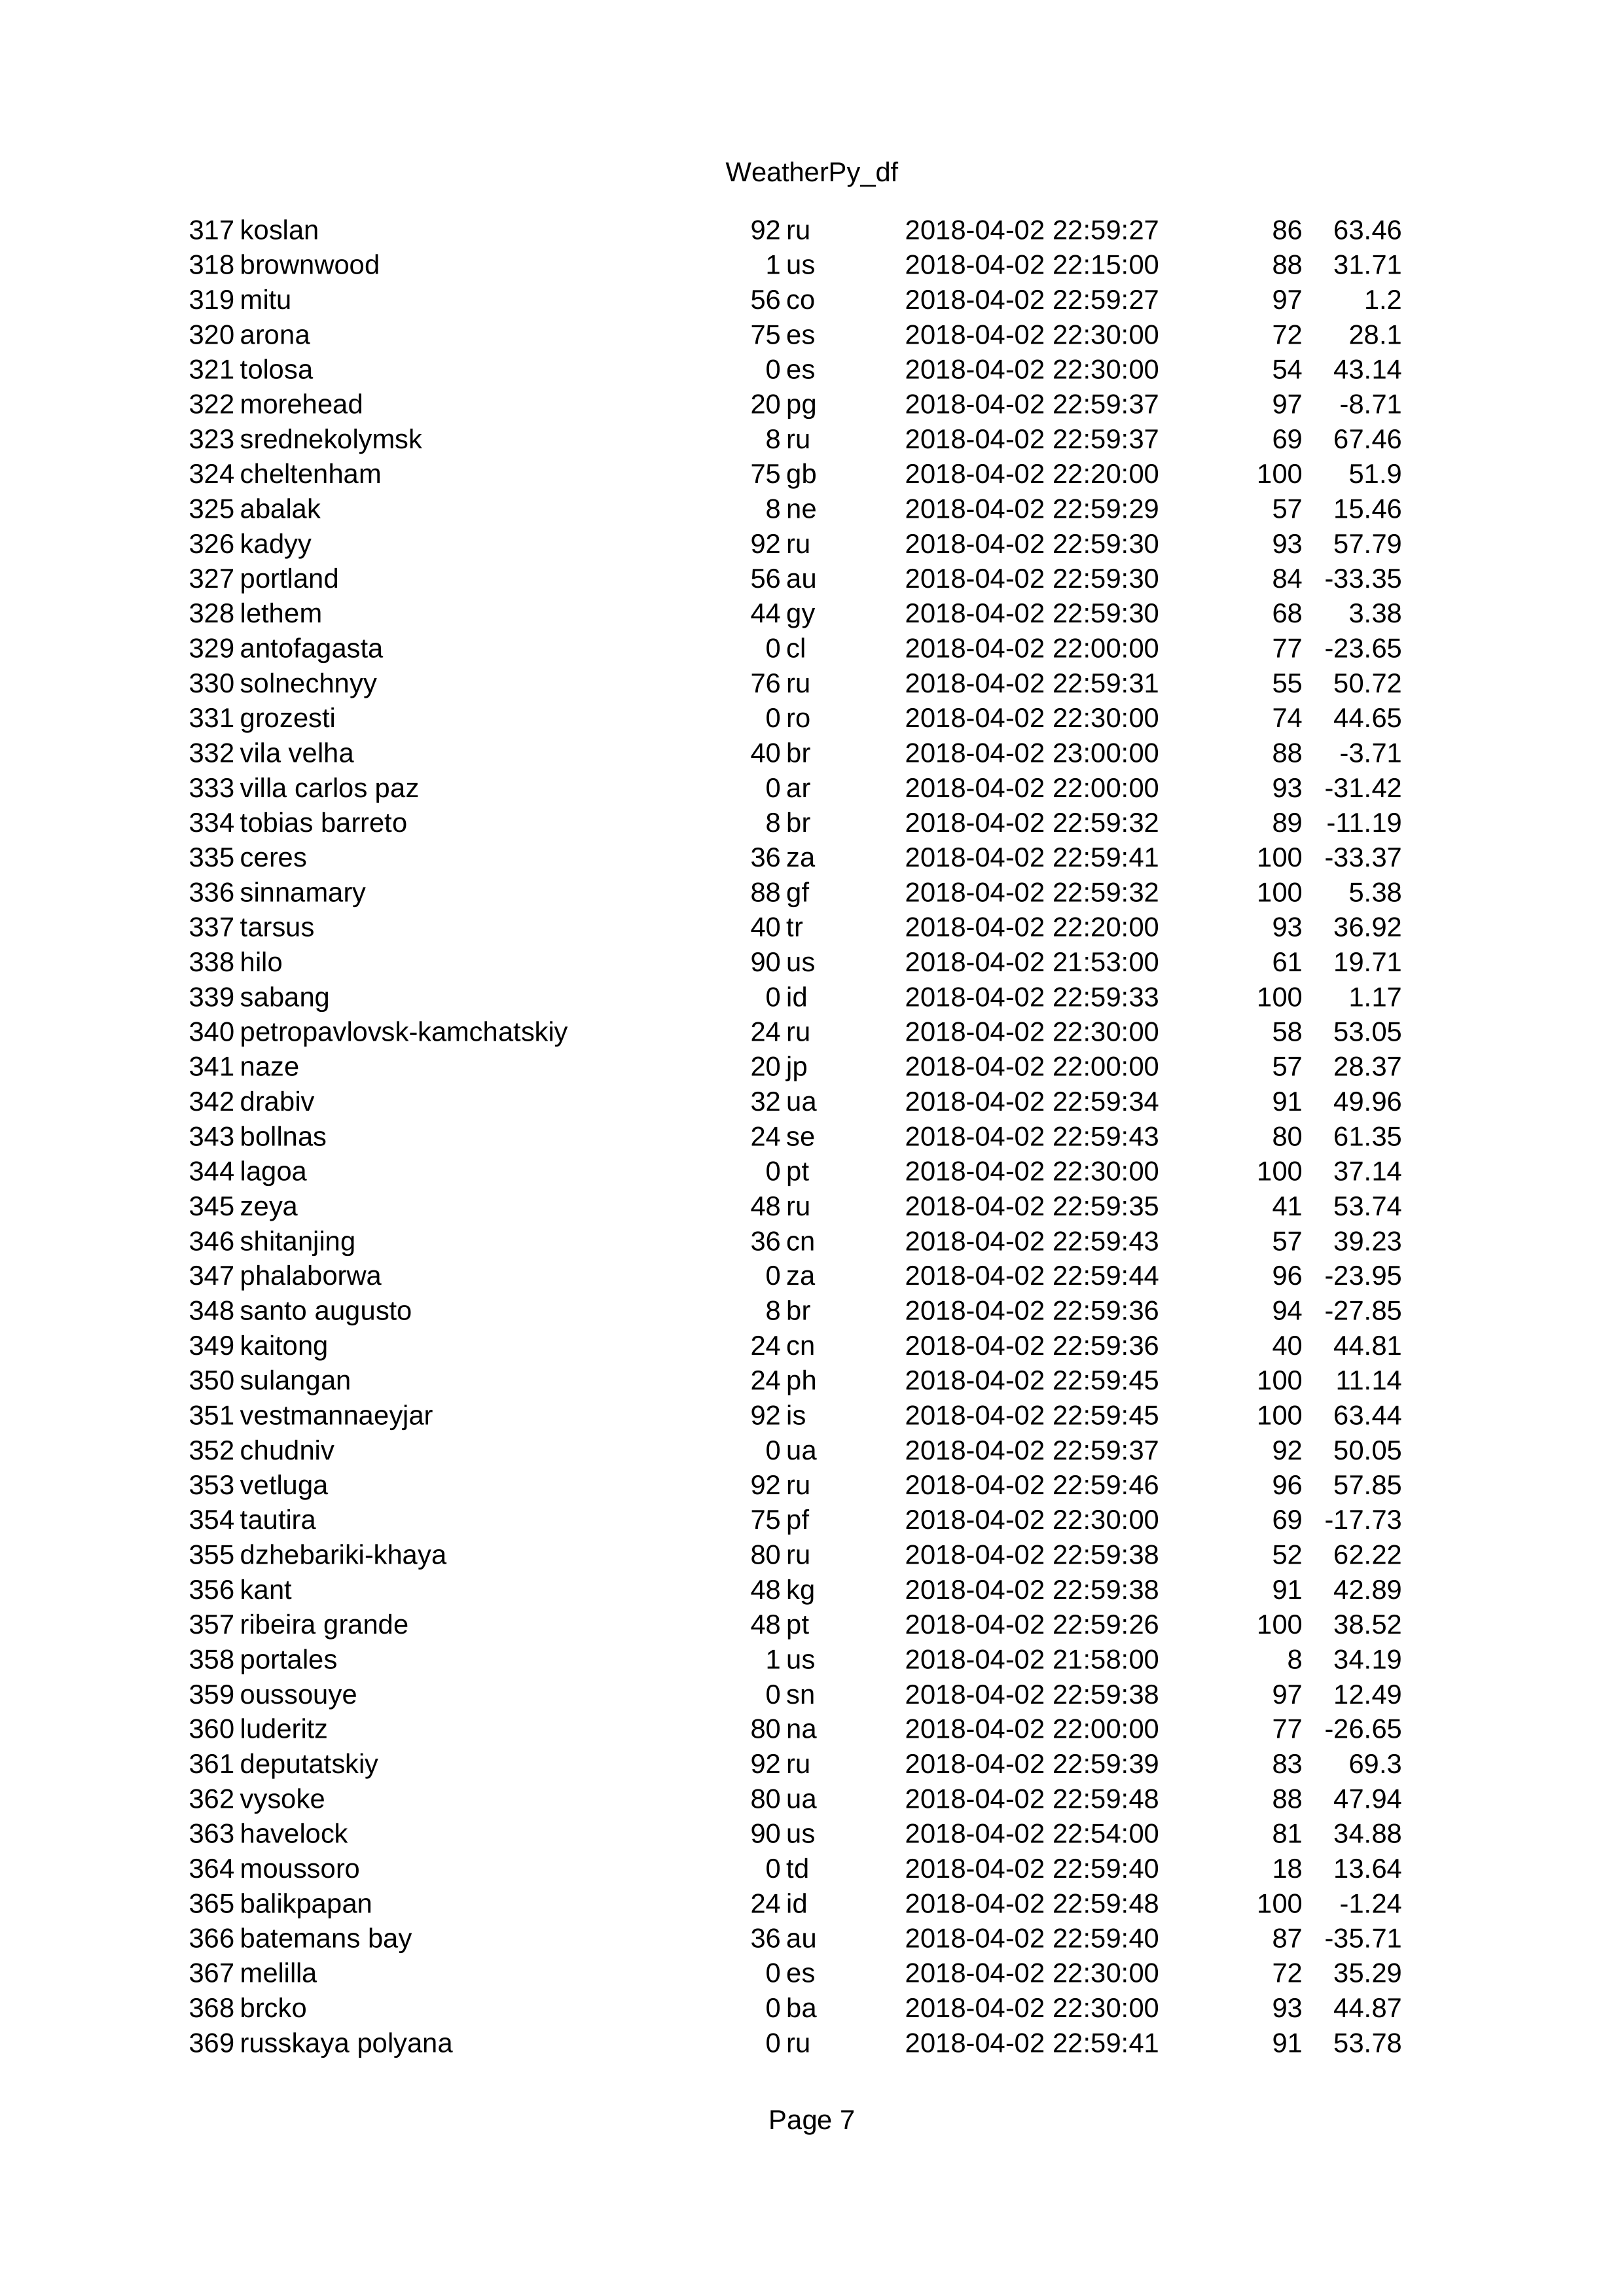 WeatherPy_df
317 koslan 92 ru 2018-04-02 22:59:27 86 63.46
318 brownwood 1 us 2018-04-02 22:15:00 88 31.71
319 mitu 56 co 2018-04-02 22:59:27 97 1.2
320 arona 75 es 2018-04-02 22:30:00 72 28.1
321 tolosa 0 es 2018-04-02 22:30:00 54 43.14
322 morehead 20 pg 2018-04-02 22:59:37 97 -8.71
323 srednekolymsk 8 ru 2018-04-02 22:59:37 69 67.46
324 cheltenham 75 gb 2018-04-02 22:20:00 100 51.9
325 abalak 8 ne 2018-04-02 22:59:29 57 15.46
326 kadyy 92 ru 2018-04-02 22:59:30 93 57.79
327 portland 56 au 2018-04-02 22:59:30 84 -33.35
328 lethem 44 gy 2018-04-02 22:59:30 68 3.38
329 antofagasta 0 cl 2018-04-02 22:00:00 77 -23.65
330 solnechnyy 76 ru 2018-04-02 22:59:31 55 50.72
331 grozesti 0 ro 2018-04-02 22:30:00 74 44.65
332 vila velha 40 br 2018-04-02 23:00:00 88 -3.71
333 villa carlos paz 0 ar 2018-04-02 22:00:00 93 -31.42
334 tobias barreto 8 br 2018-04-02 22:59:32 89 -11.19
335 ceres 36 za 2018-04-02 22:59:41 100 -33.37
336 sinnamary 88 gf 2018-04-02 22:59:32 100 5.38
337 tarsus 40 tr 2018-04-02 22:20:00 93 36.92
338 hilo 90 us 2018-04-02 21:53:00 61 19.71
339 sabang 0 id 2018-04-02 22:59:33 100 1.17
340 petropavlovsk-kamchatskiy 24 ru 2018-04-02 22:30:00 58 53.05
341 naze 20 jp 2018-04-02 22:00:00 57 28.37
342 drabiv 32 ua 2018-04-02 22:59:34 91 49.96
343 bollnas 24 se 2018-04-02 22:59:43 80 61.35
344 lagoa 0 pt 2018-04-02 22:30:00 100 37.14
345 zeya 48 ru 2018-04-02 22:59:35 41 53.74
346 shitanjing 36 cn 2018-04-02 22:59:43 57 39.23
347 phalaborwa 0 za 2018-04-02 22:59:44 96 -23.95
348 santo augusto 8 br 2018-04-02 22:59:36 94 -27.85
349 kaitong 24 cn 2018-04-02 22:59:36 40 44.81
350 sulangan 24 ph 2018-04-02 22:59:45 100 11.14
351 vestmannaeyjar 92 is 2018-04-02 22:59:45 100 63.44
352 chudniv 0 ua 2018-04-02 22:59:37 92 50.05
353 vetluga 92 ru 2018-04-02 22:59:46 96 57.85
354 tautira 75 pf 2018-04-02 22:30:00 69 -17.73
355 dzhebariki-khaya 80 ru 2018-04-02 22:59:38 52 62.22
356 kant 48 kg 2018-04-02 22:59:38 91 42.89
357 ribeira grande 48 pt 2018-04-02 22:59:26 100 38.52
358 portales 1 us 2018-04-02 21:58:00 8 34.19
359 oussouye 0 sn 2018-04-02 22:59:38 97 12.49
360 luderitz 80 na 2018-04-02 22:00:00 77 -26.65
361 deputatskiy 92 ru 2018-04-02 22:59:39 83 69.3
362 vysoke 80 ua 2018-04-02 22:59:48 88 47.94
363 havelock 90 us 2018-04-02 22:54:00 81 34.88
364 moussoro 0 td 2018-04-02 22:59:40 18 13.64
365 balikpapan 24 id 2018-04-02 22:59:48 100 -1.24
366 batemans bay 36 au 2018-04-02 22:59:40 87 -35.71
367 melilla 0 es 2018-04-02 22:30:00 72 35.29
368 brcko 0 ba 2018-04-02 22:30:00 93 44.87
369 russkaya polyana 0 ru 2018-04-02 22:59:41 91 53.78
Page 7